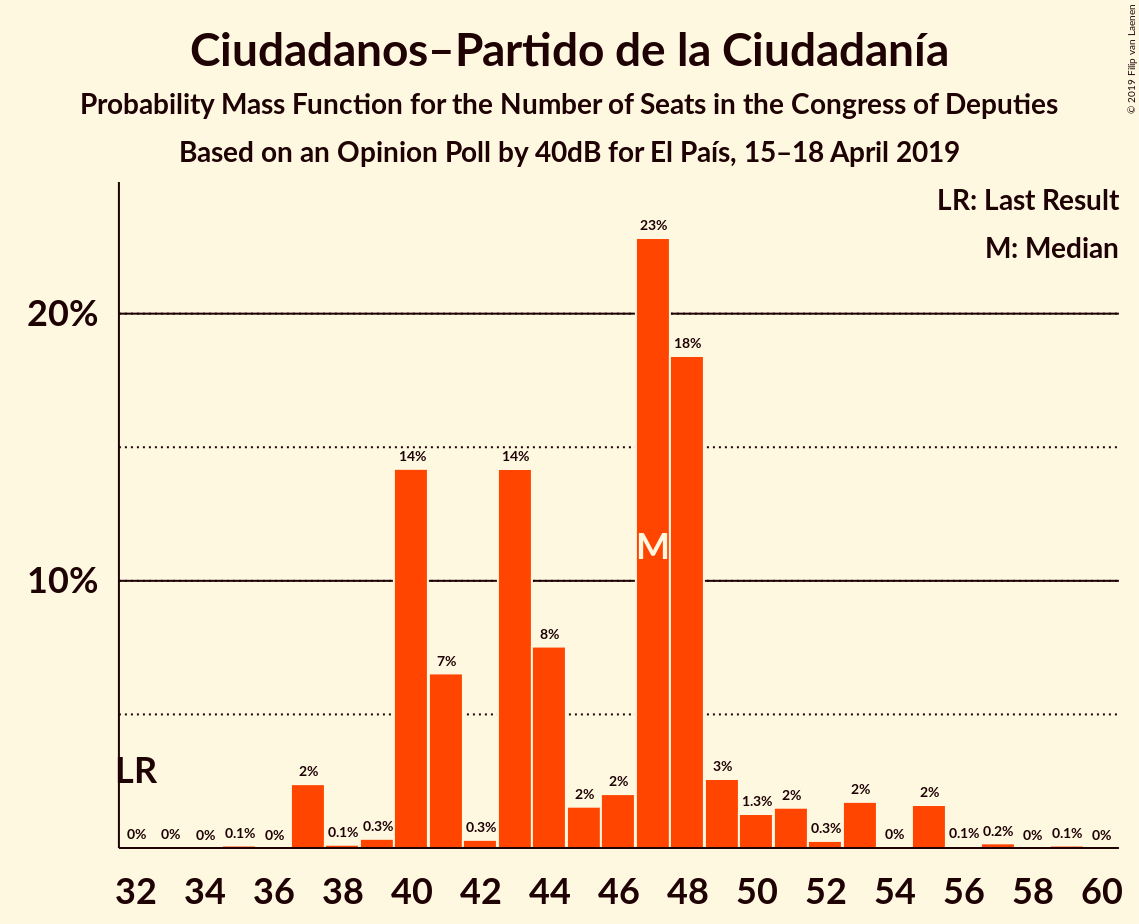 Ciudadanos–Partido de la Ciudadanía
Probability Mass Function for the Number of Seats in the Congress of Deputies
Based on an Opinion Poll by 40dB for El País, 15–18 April 2019
© 2019 Filip van Laenen
LR: Last Result
M: Median
20%
10%
LR
M
0% 0% 0% 0.1% 0% 2% 0.1% 0.3% 14% 7% 0.3% 14% 8% 2% 2% 23% 18% 3% 1.3% 2% 0.3% 2% 0% 2% 0.1% 0.2% 0% 0.1% 0%
32 34 36 38 40 42 44 46 48 50 52 54 56 58 60